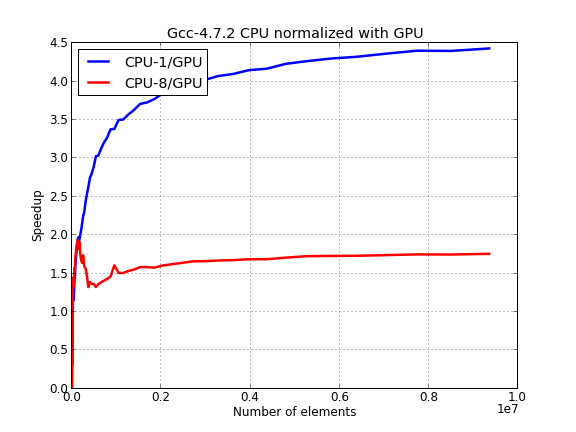 Gcc-4.7.2 CPU normalized with GPU
CPU-1/GPU
CPU-8/GPU
Speedup
4.5
4.0
3.5
3.0
2.5
2.0
1.5
1.0
0.5
0.0
0.0 0.2 0.4 0.6 0.8 1.0
Number of elements
1e7